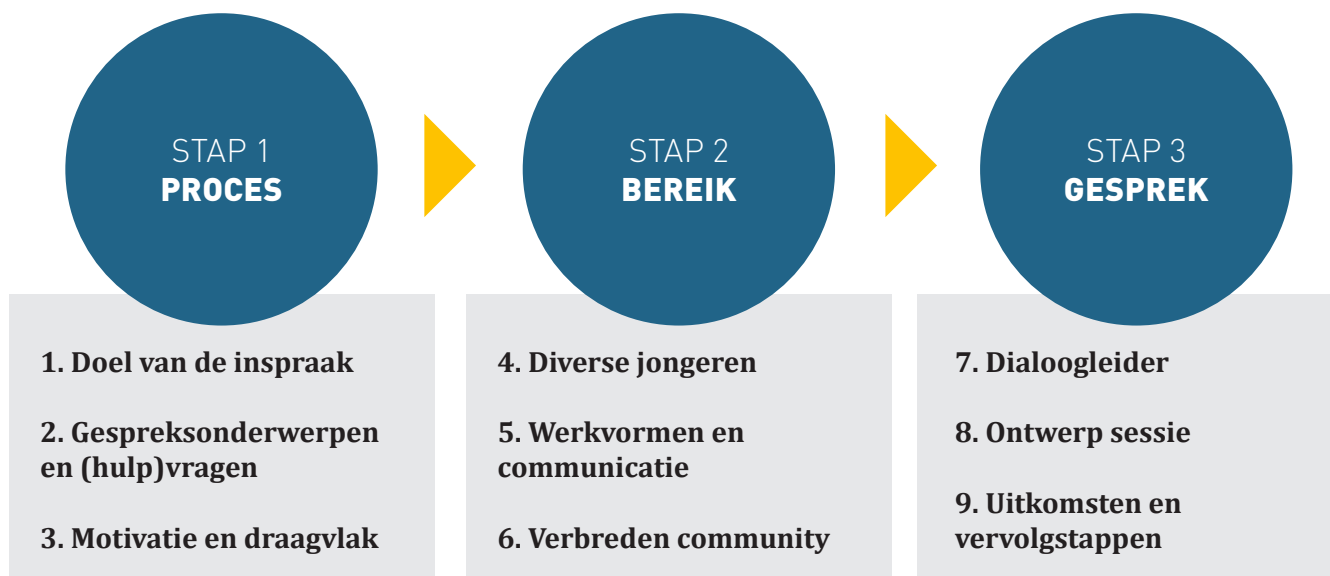 STAP 1
PROCES
STAP 2
BEREIK
STAP 3
GESPREK
1. Doel van de inspraak
2. Gespreksonderwerpen
en (hulp)vragen
3. Motivatie en draagvlak
4. Diverse jongeren
5. Werkvormen en
communicatie
6. Verbreden community
7. Dialoogleider
8. Ontwerp sessie
9. Uitkomsten en
vervolgstappen